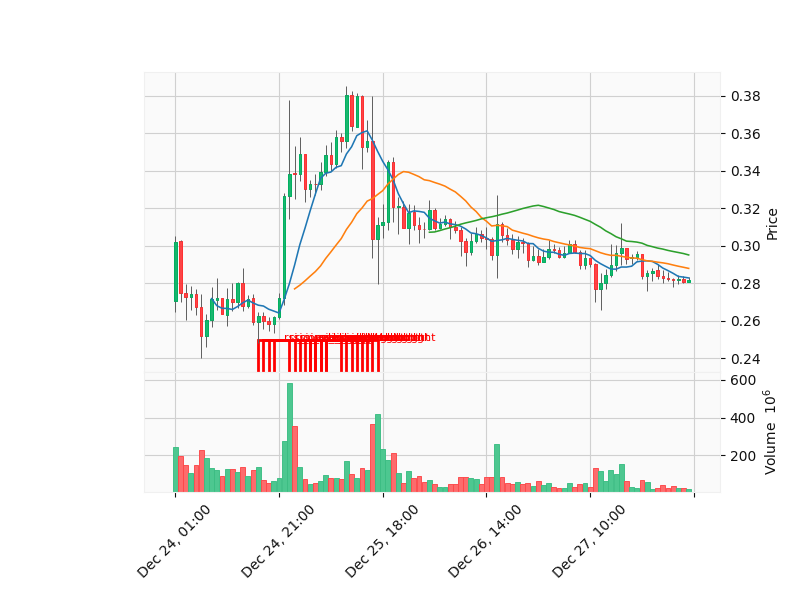 0.38
0.36
0.34
0.32
0.30
0.28
0.26
0.24
Price
600
400
200
Volume 10^6
Dec 24, 01:00
Dec 24, 21:00
Dec 25, 18:00
Dec 26, 14:00
Dec 27, 10:00